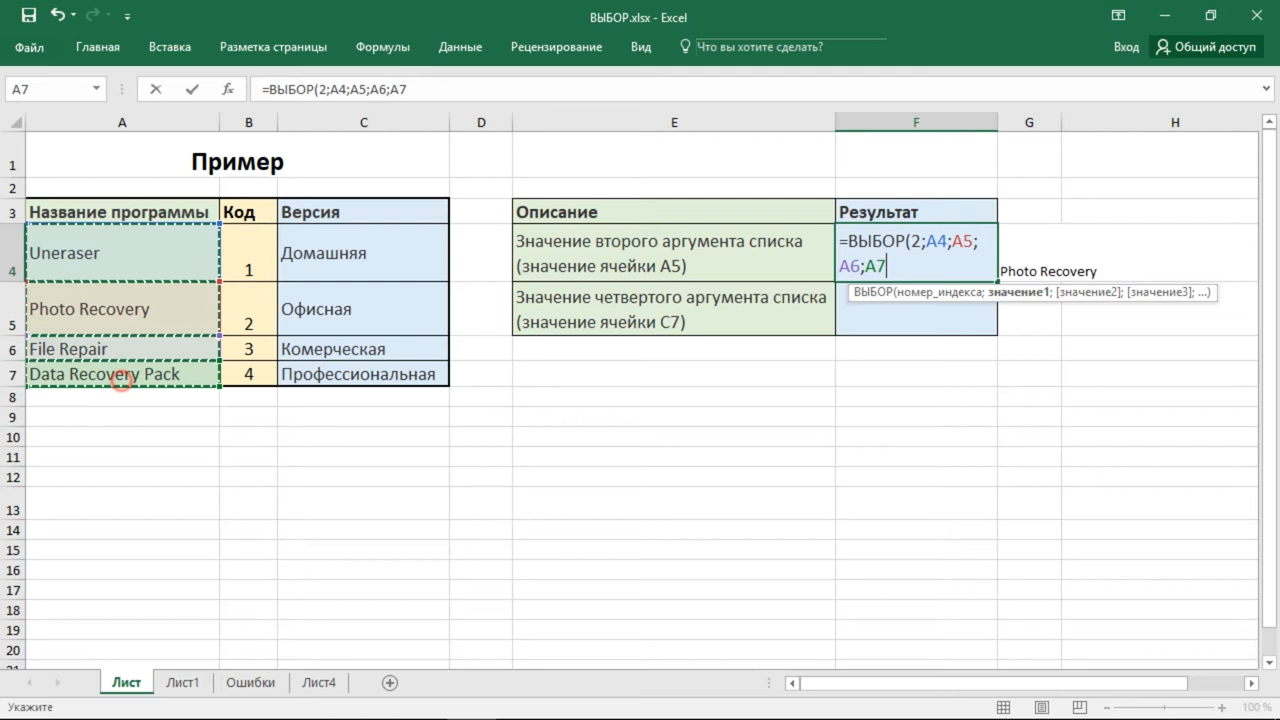 ВЫБОР.xlsx - Excel
Файл Главная Вставка Разметка страницы Формулы Данные Рецензирование Вид Что вы хотите сделать? Вход Общий доступ
A7 fx =ВЫБОР(2;A4;A5;A6;A7
A B C D E F G H
1 Пример
2
3 Название программы Код Версия Описание Результат
4 Uneraser 1 Домашняя Значение второго аргумента списка
(значение ячейки A5) =ВЫБОР(2;A4;A5;
A6;A7 Photo Recovery
ВЫБОР(номер_индекса; значение1; [значение2]; [значение3]; ...)
5 Photo Recovery 2 Офисная Значение четвертого аргумента списка
(значение ячейки C7)
6 File Repair 3 Комерческая
7 Data Recovery Pack 4 Профессиональная
8
9
10
11
12
13
14
15
16
17
18
19
20
Лист Лист1 Ошибки Лист4
Укажите 100 %